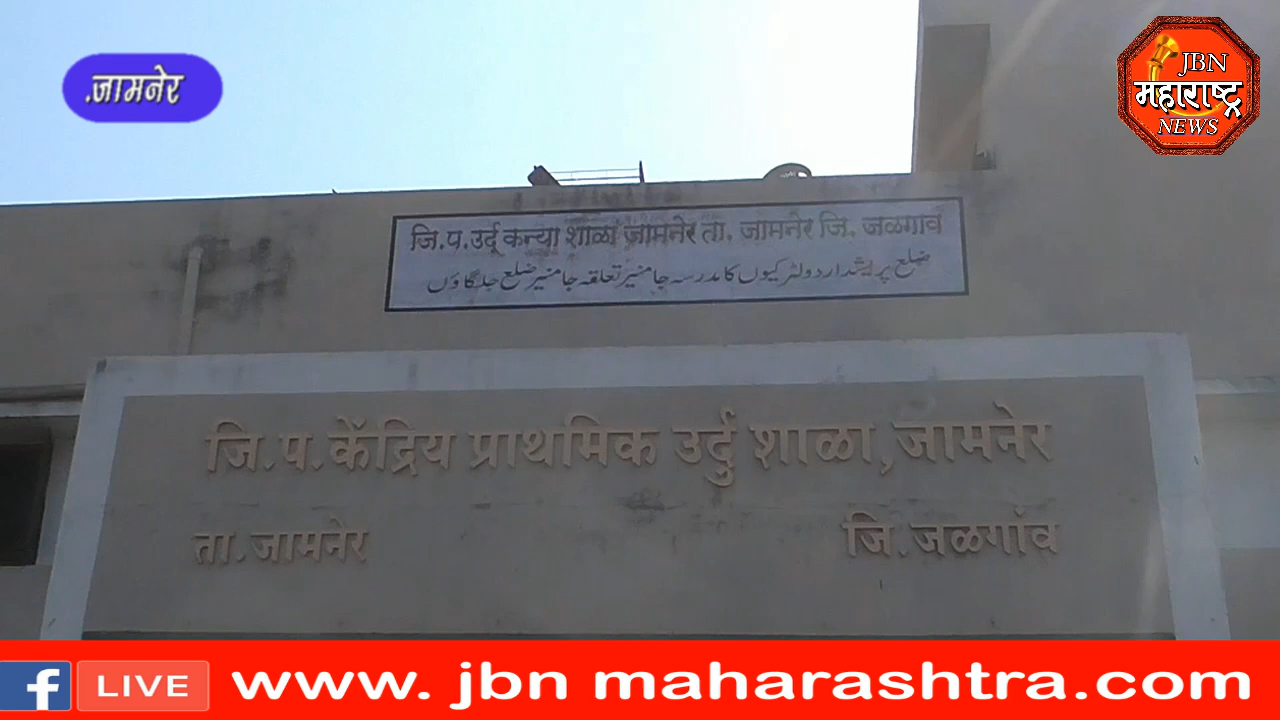 .जामनेर
JBN
महाराष्ट्र
NEWS
जि.प.उर्दू कन्या शाळा जामनेर ता. जामनेर जि. जळगाव
ضلع پریشد اردو لڑکیوں کا مدرسہ جامنیر تعلقہ جامنیر ضلع جلگاؤں
जि.प.केंद्रिय प्राथमिक उर्दु शाळा,जामनेर
ता.जामनेर जि.जळगांव
f LIVE www. jbn maharashtra.com